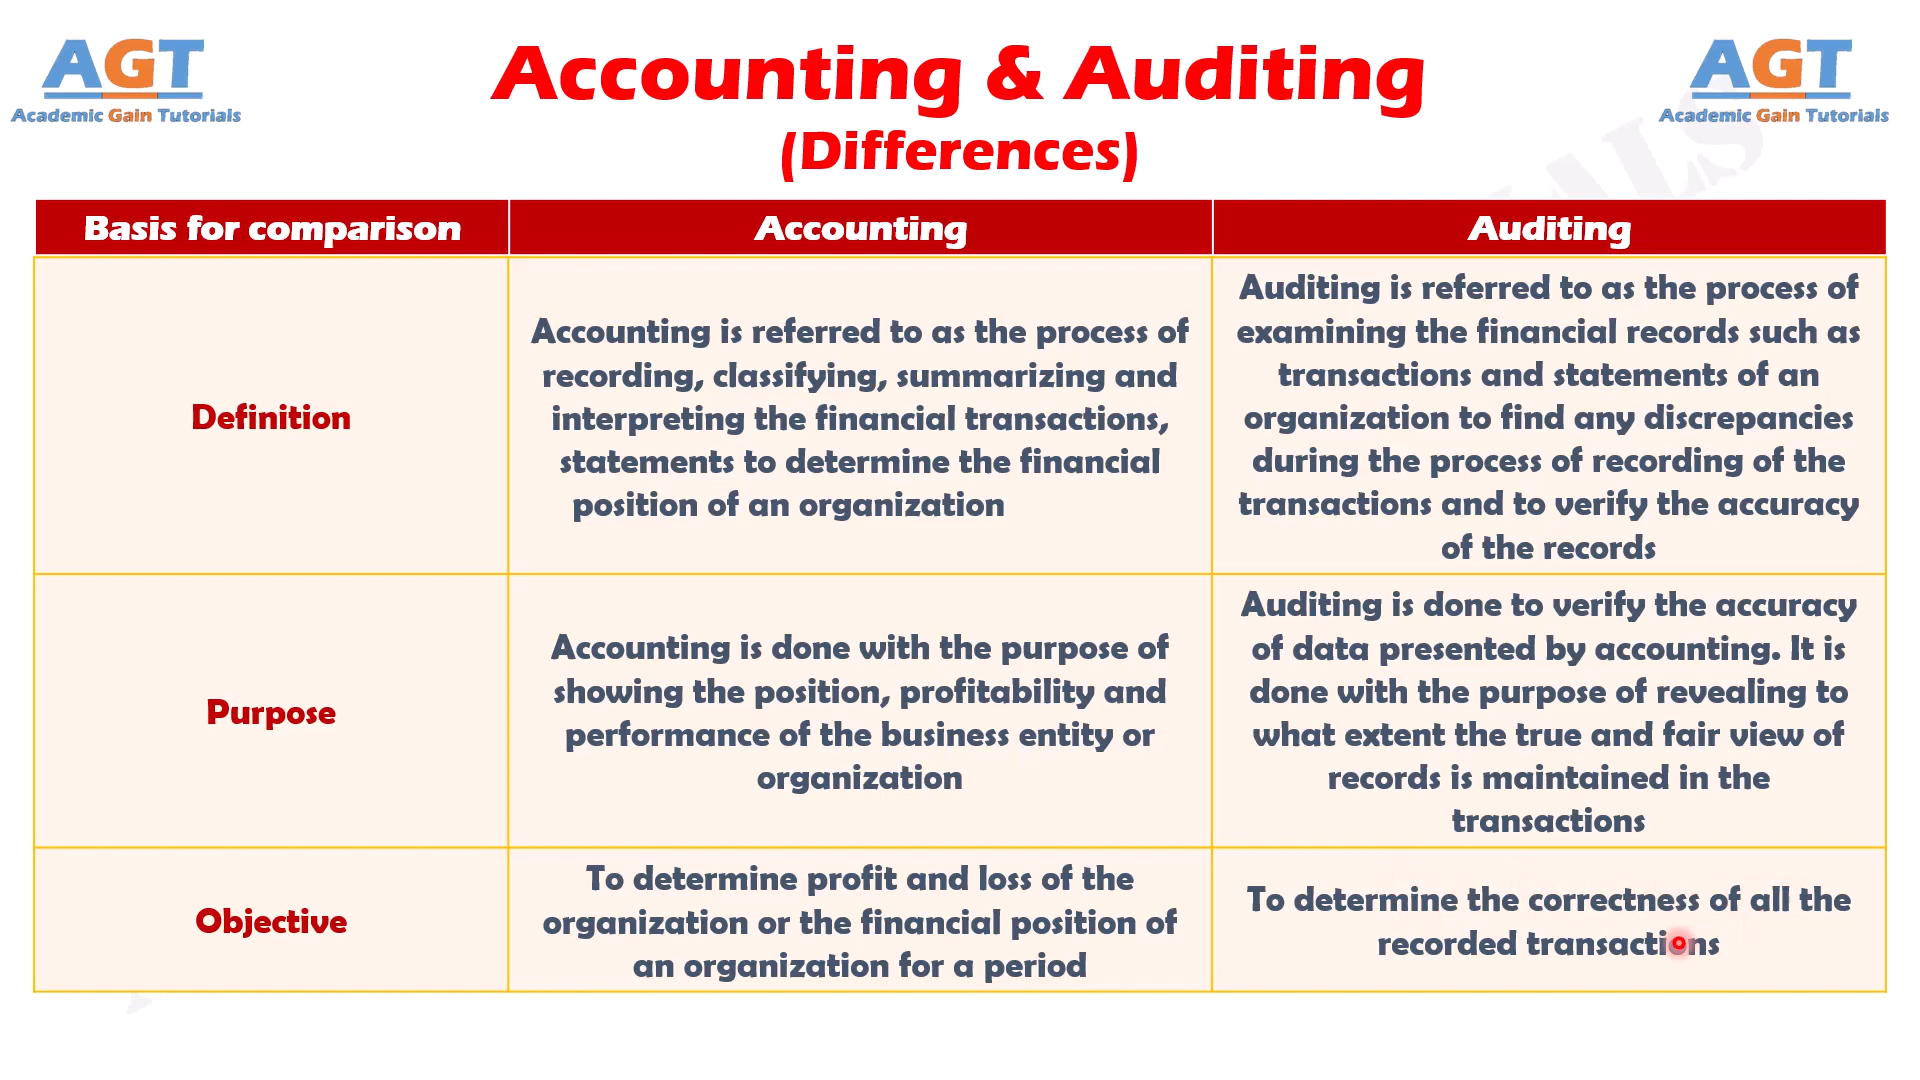 AGT
Academic Gain Tutorials
Accounting & Auditing
(Differences)
AGT
Academic Gain Tutorials
Basis for comparison
Accounting
Auditing
Definition
Accounting is referred to as the process of
recording, classifying, summarizing and
interpreting the financial transactions,
statements to determine the financial
position of an organization
Auditing is referred to as the process of
examining the financial records such as
transactions and statements of an
organization to find any discrepancies
during the process of recording of the
transactions and to verify the accuracy
of the records
Purpose
Accounting is done with the purpose of
showing the position, profitability and
performance of the business entity or
organization
Auditing is done to verify the accuracy
of data presented by accounting. It is
done with the purpose of revealing to
what extent the true and fair view of
records is maintained in the
transactions
Objective
To determine profit and loss of the
organization or the financial position of
an organization for a period
To determine the correctness of all the
recorded transactions